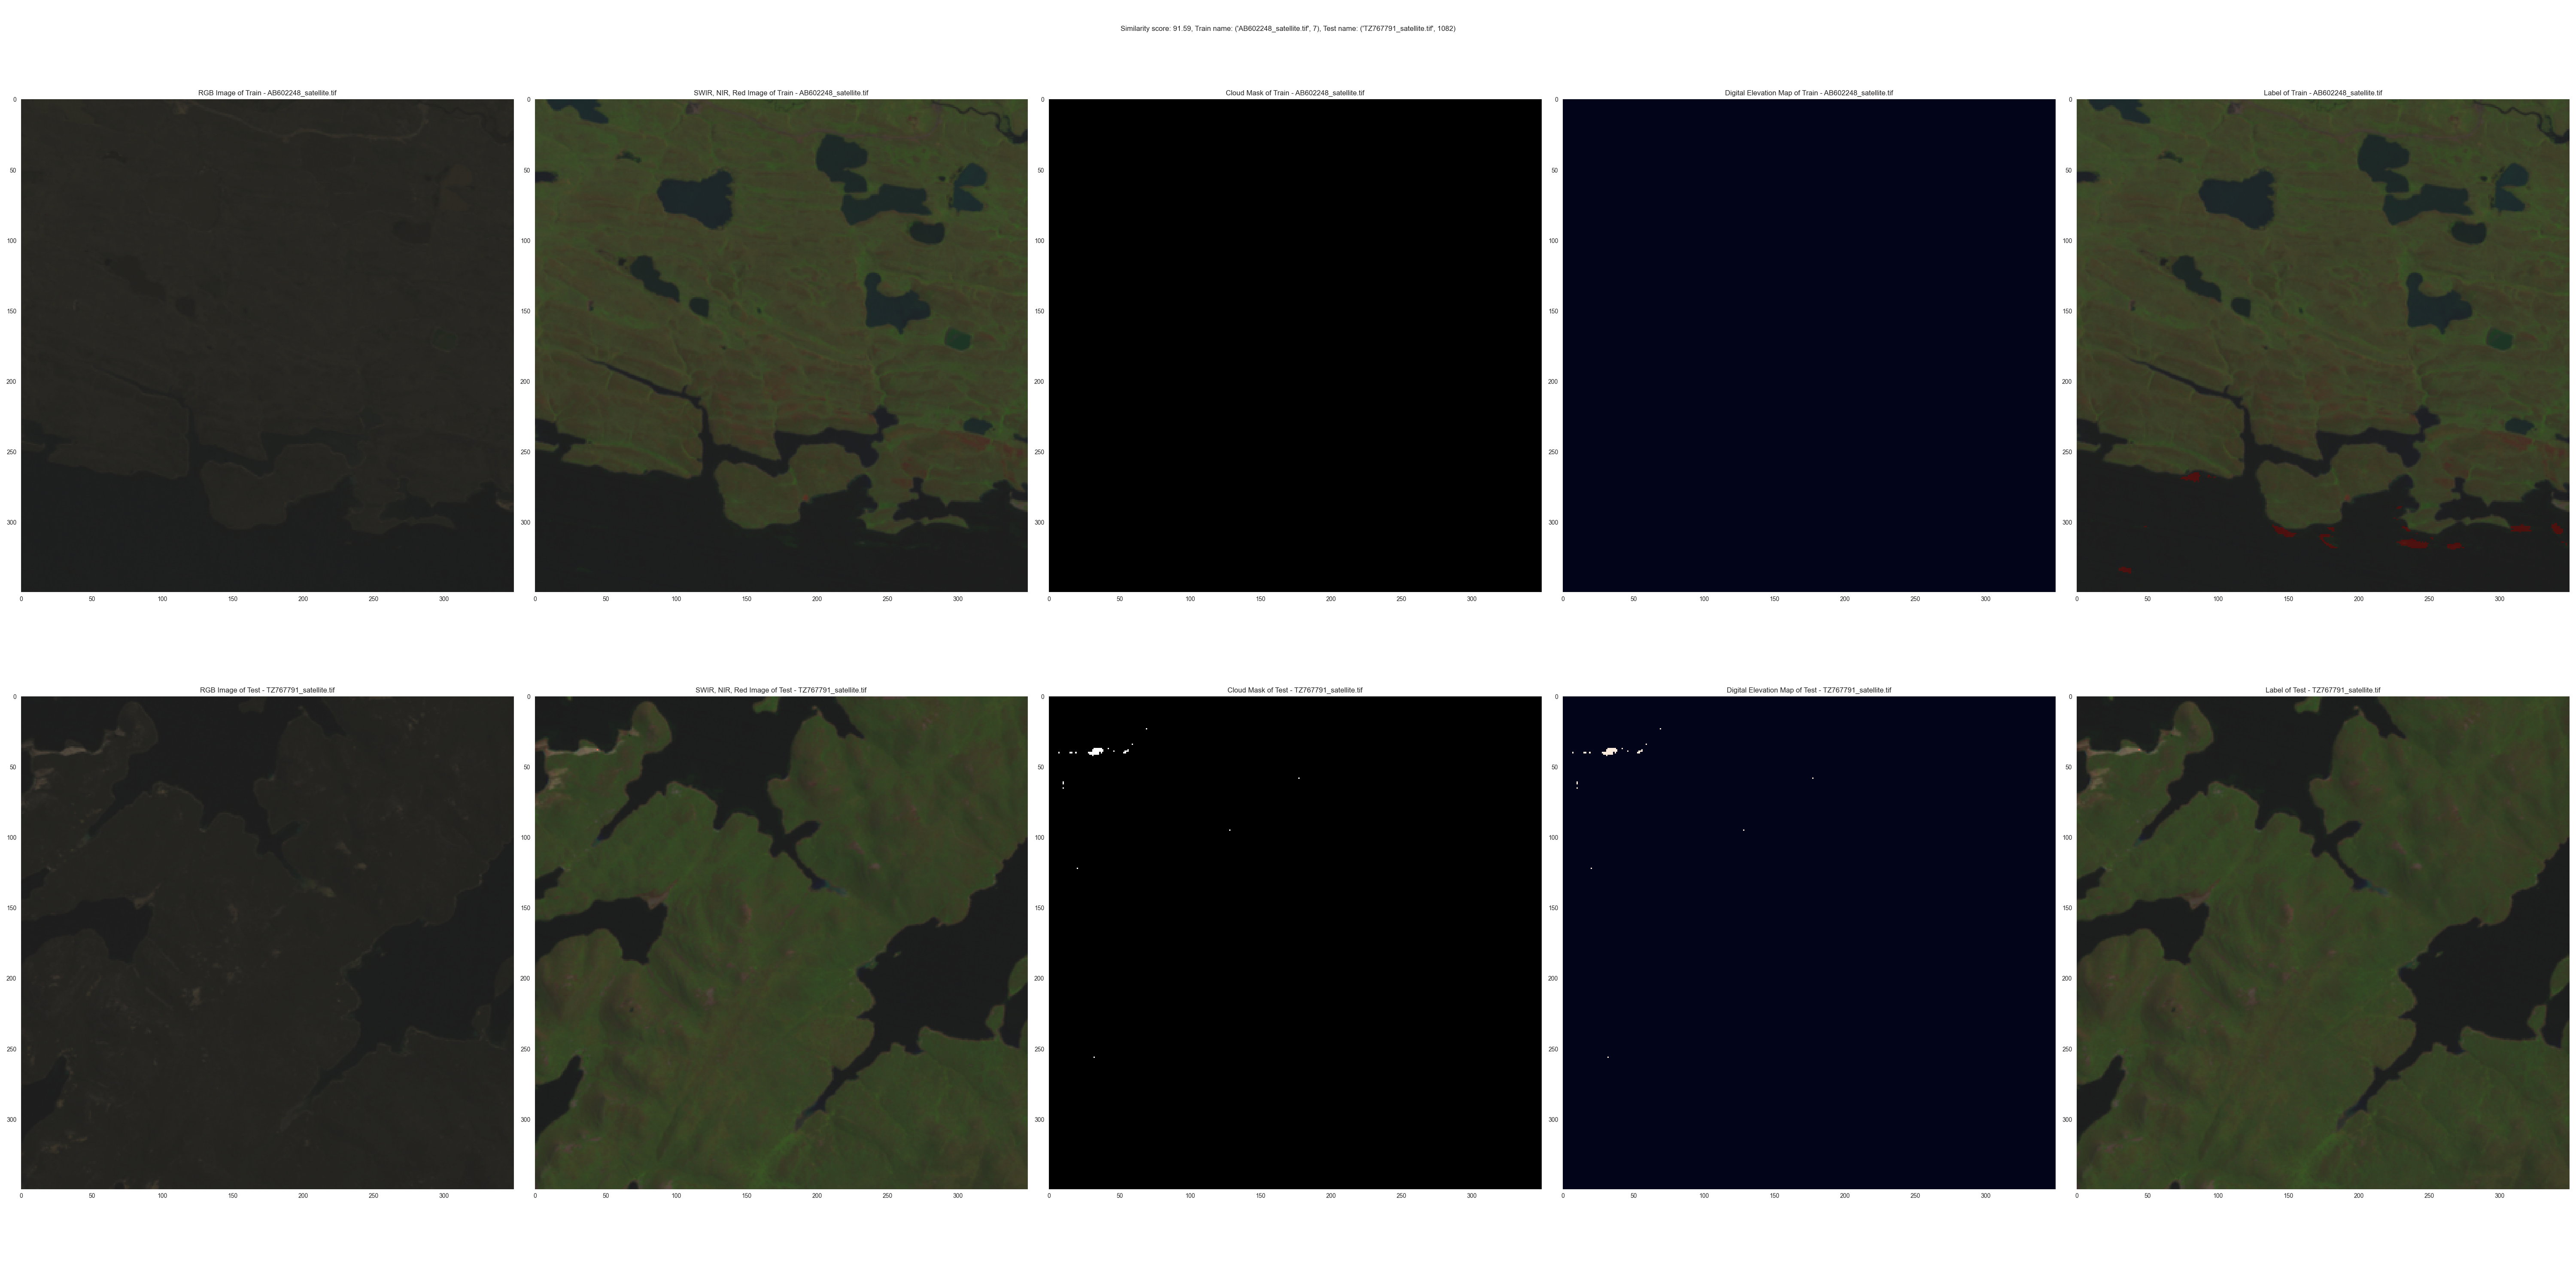 Similarity score: 91.59, Train name: ('AB602248_satellite.tif', 7), Test name: ('TZ767791_satellite.tif', 1082)
RGB Image of Train - AB602248_satellite.tif
SWIR, NIR, Red Image of Train - AB602248_satellite.tif
Cloud Mask of Train - AB602248_satellite.tif
Digital Elevation Map of Train - AB602248_satellite.tif
Label of Train - AB602248_satellite.tif
0 0 0 0 0
50 50 50 50 50
100 100 100 100 100
150 150 150 150 150
200 200 200 200 200
250 250 250 250 250
300 300 300 300 300
0 50 100 150 200 250 300 0 50 100 150 200 250 300 0 50 100 150 200 250 300 0 50 100 150 200 250 300 0 50 100 150 200 250 300
RGB Image of Test - TZ767791_satellite.tif
SWIR, NIR, Red Image of Test - TZ767791_satellite.tif
Cloud Mask of Test - TZ767791_satellite.tif
Digital Elevation Map of Test - TZ767791_satellite.tif
Label of Test - TZ767791_satellite.tif
0 0 0 0 0
50 50 50 50 50
100 100 100 100 100
150 150 150 150 150
200 200 200 200 200
250 250 250 250 250
300 300 300 300 300
0 50 100 150 200 250 300 0 50 100 150 200 250 300 0 50 100 150 200 250 300 0 50 100 150 200 250 300 0 50 100 150 200 250 300